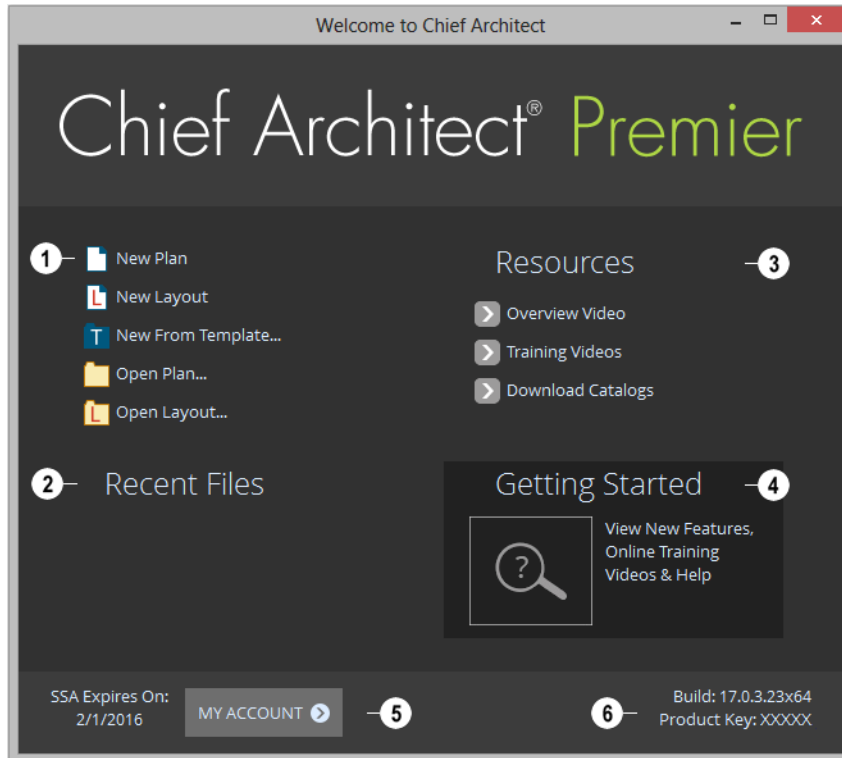 Welcome to Chief Architect
Chief Architect® Premier
1
New Plan
L New Layout
T New From Template...
Open Plan...
L Open Layout...
Resources
3
Overview Video
Training Videos
Download Catalogs
2
Recent Files
Getting Started
4
?
View New Features,
Online Training
Videos & Help
SSA Expires On:
2/1/2016
MY ACCOUNT
5
6
Build: 17.0.3.23x64
Product Key: XXXXX